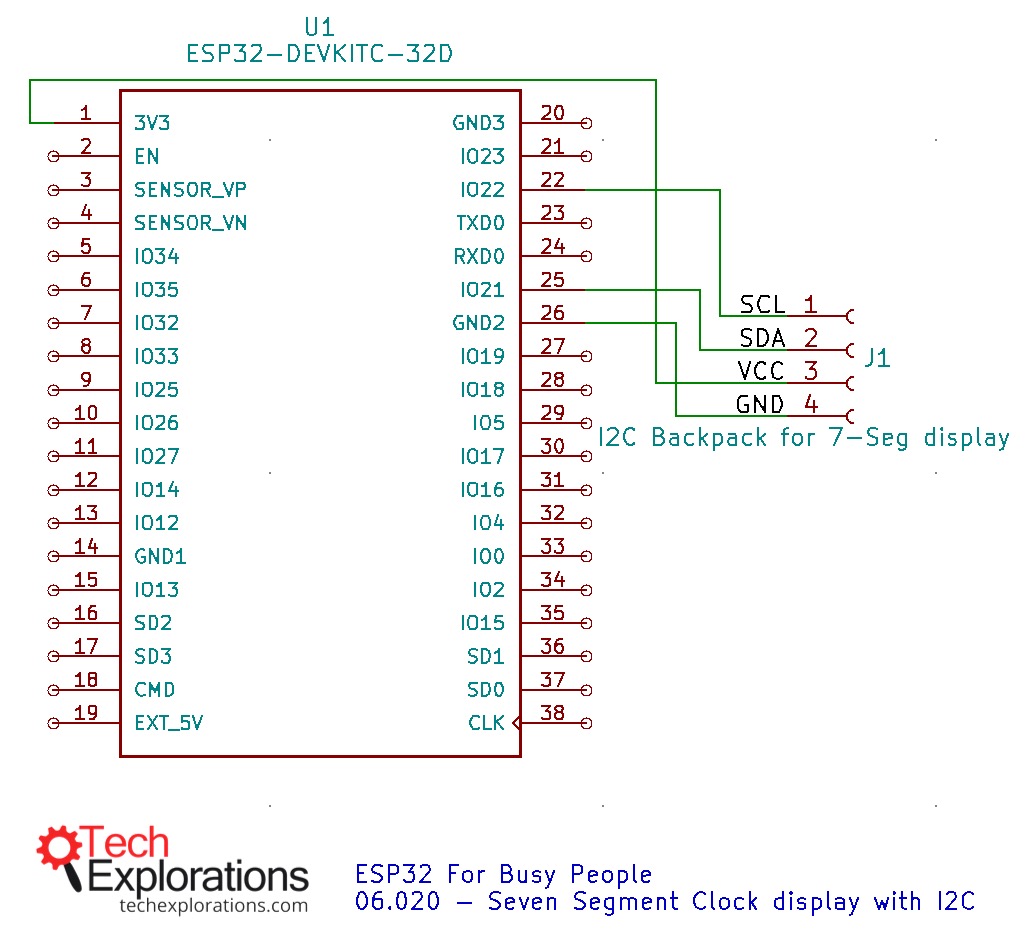 U1
ESP32-DEVKITC-32D
1 3V3
2 EN
3 SENSOR_VP
4 SENSOR_VN
5 IO34
6 IO35
7 IO32
8 IO33
9 IO25
10 IO26
11 IO27
12 IO14
13 IO12
14 GND1
15 IO13
16 SD2
17 SD3
18 CMD
19 EXT_5V
GND3 20
IO23 21
IO22 22
TXD0 23
RXD0 24
IO21 25
GND2 26
IO19 27
IO18 28
IO5 29
IO17 30
IO16 31
IO4 32
IO0 33
IO2 34
IO15 35
SD1 36
SD0 37
CLK 38
SCL 1
SDA 2
VCC 3
GND 4
J1
I2C Backpack for 7-Seg display
Tech
Explorations
techexplorations.com
ESP32 For Busy People
06.020 - Seven Segment Clock display with I2C